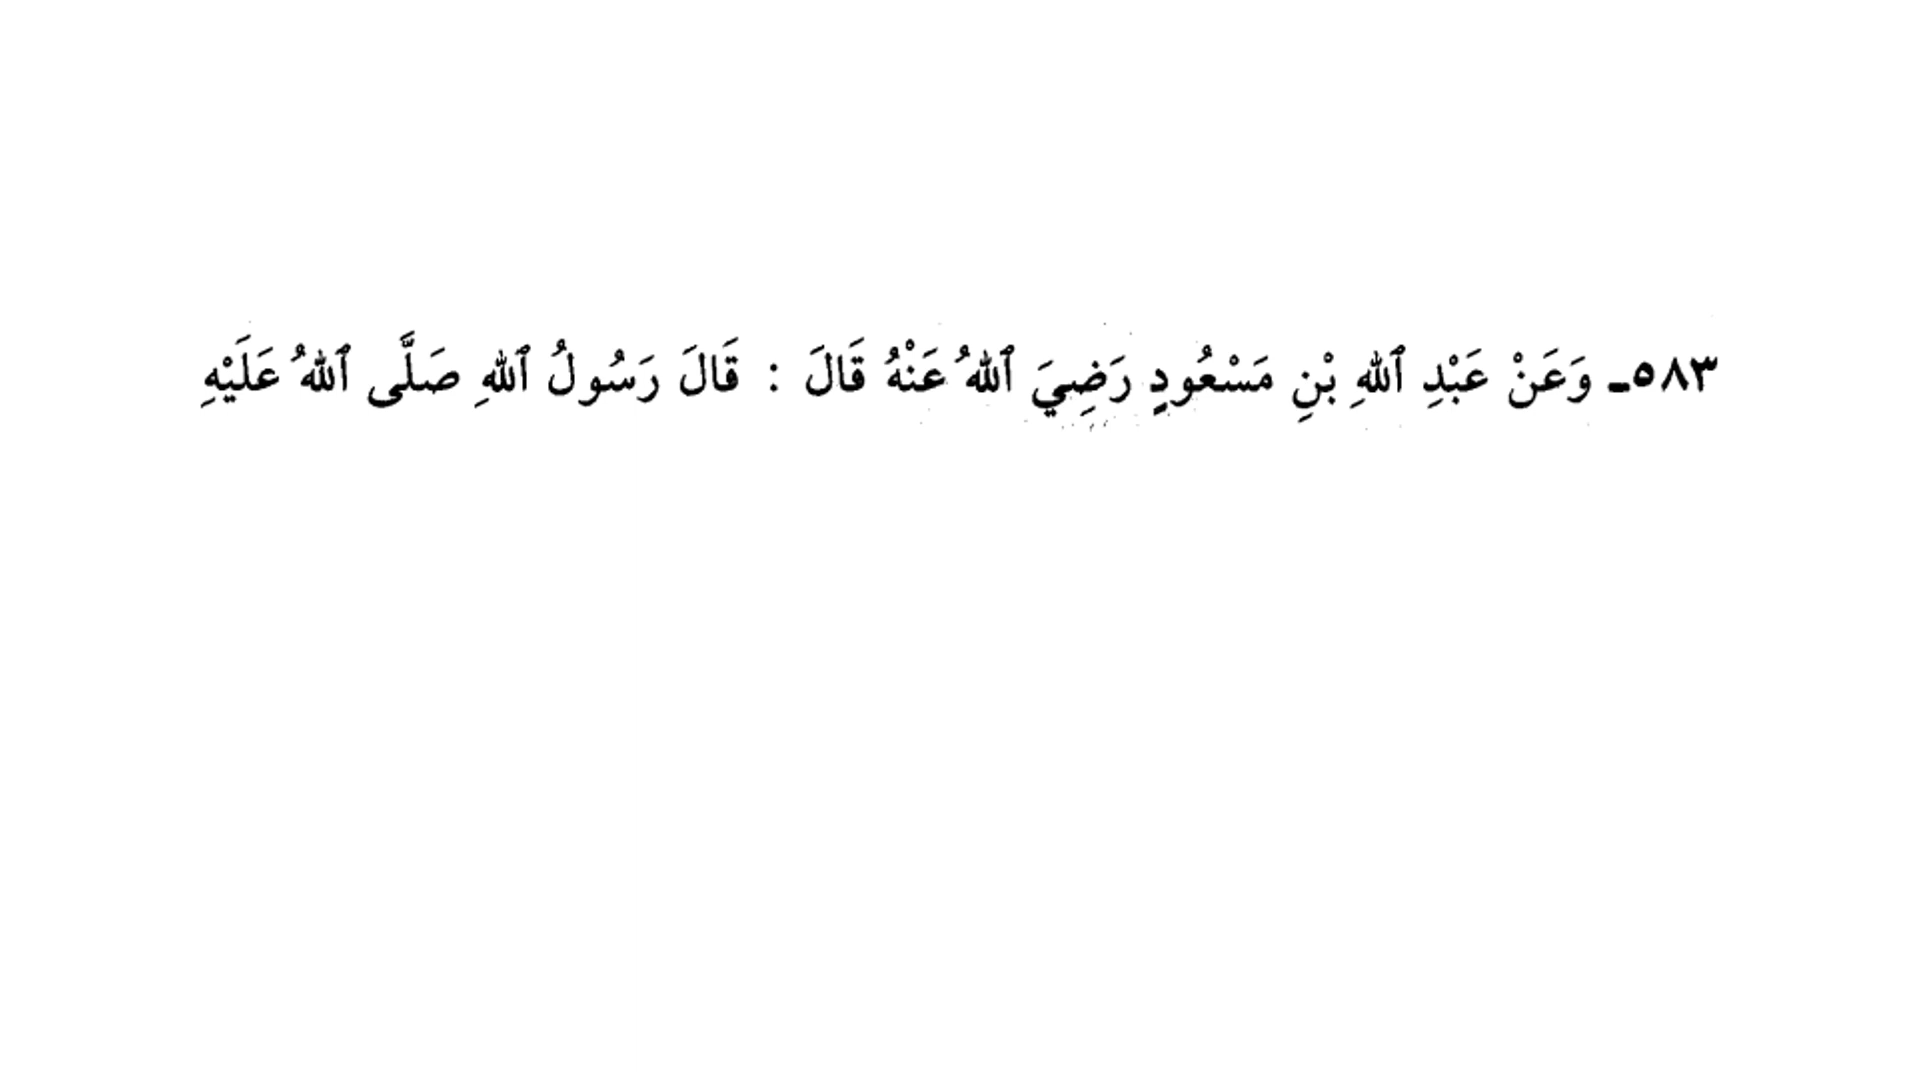 ٥٨٣ـ وَعَنْ عَبْدِ ٱللهِ بْنِ مَسْعُودٍ رَضِيَ ٱللهُ عَنْهُ قَالَ : قَالَ رَسُولُ ٱللهِ صَلَّى ٱللهُ عَلَيْهِ